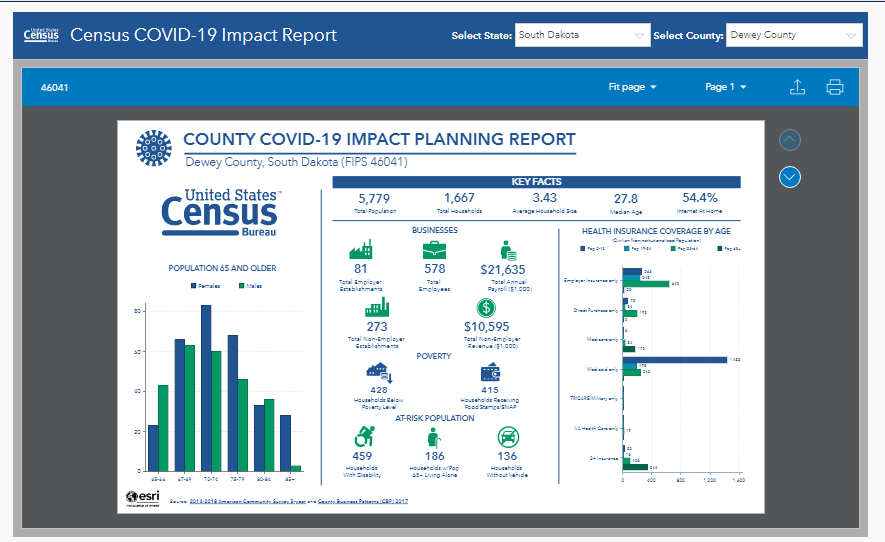 United States
Census
Bureau
Census COVID-19 Impact Report
Select State: South Dakota
Select County: Dewey County
46041
Fit page
Page 1
COUNTY COVID-19 IMPACT PLANNING REPORT
Dewey County, South Dakota (FIPS 46041)
United States™
Census
Bureau
KEY FACTS
5,779 1,667 3.43 27.8 54.4%
Total Population Total Households Average Household Size Median Age Internet At Home
POPULATION 65 AND OLDER
Females Males
80
60
40
20
0
65-66 67-69 70-74 75-79 80-84 85+
BUSINESSES
81 578 $21,635
Total Employer Total Total Annual
Establishments Employees Payroll ($1,000)
273 $10,595
Total Non-Employer Total Non-Employer
Establishments Revenue ($1,000)
POVERTY
428 415
Households Below Households Receiving
Poverty Level Food Stamps/SNAP
AT-RISK POPULATION
459 186 136
Households Households w/Pop Households
With Disability 65+ Living Alone Without Vehicle
HEALTH INSURANCE COVERAGE BY AGE
(Civilian Noninstitutionalized Population)
Employer Insurance only
Direct Purchase only
Medicare only
Medicaid only
TRICARE/Military only
VA Health Care only
2+ Insurance
0 400 800 1,200 1,600
esri
THE SCIENCE OF WHERE
Source: 2014-2018 American Community Survey 5-year and County Business Patterns (CBP) 2017